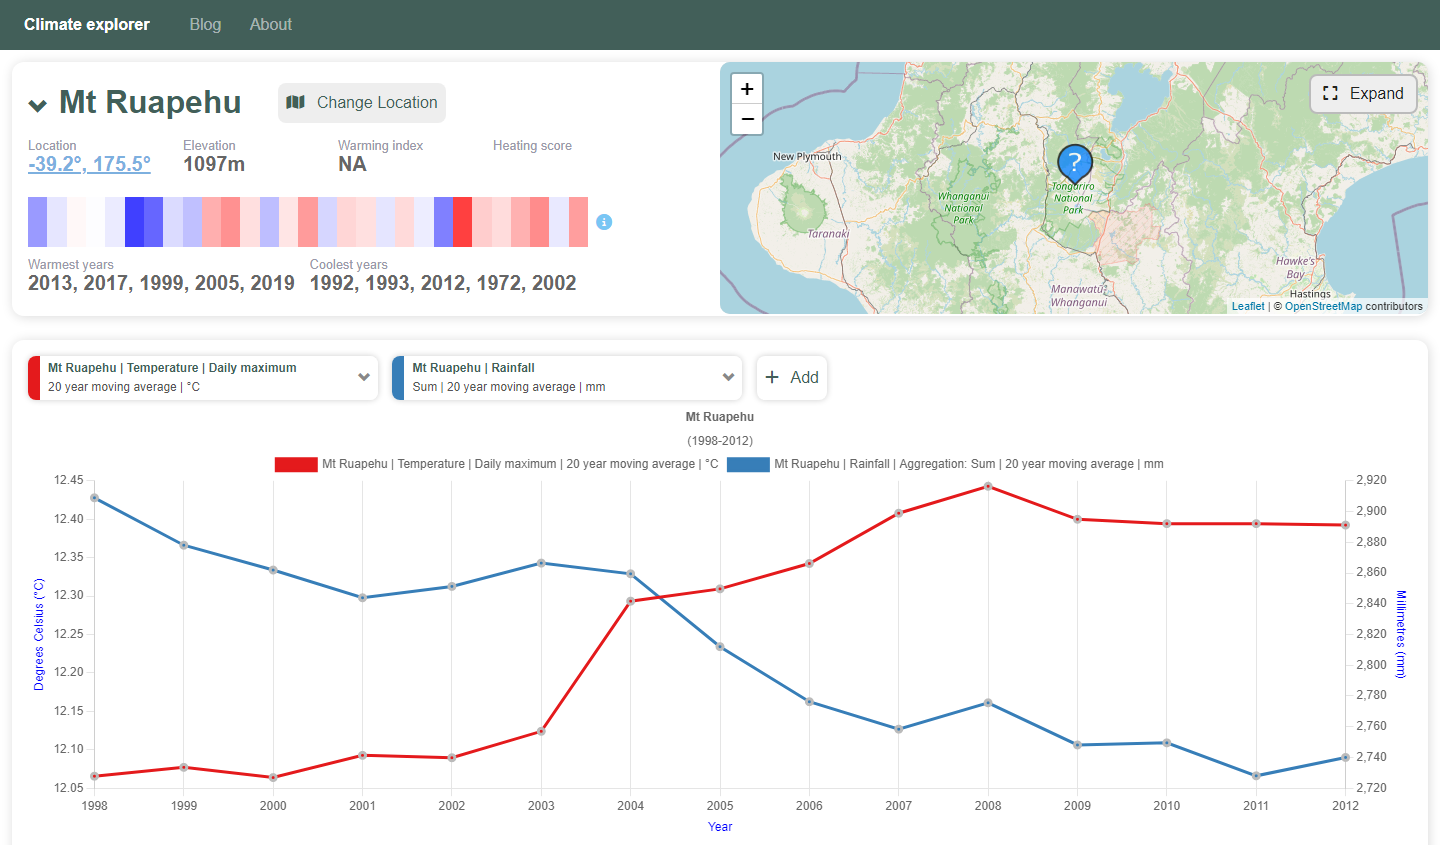 Climate explorer Blog About
Mt Ruapehu Change Location
Location Elevation Warming index Heating score
-39.2°, 175.5° 1097m NA
Warmest years Coolest years
2013, 2017, 1999, 2005, 2019 1992, 1993, 2012, 1972, 2002
+
−
Expand
New Plymouth
?
Tongariro
National
Park
Whanganui
National
Park
Taranaki
Hawke's
Bay
Manawatū-
Whanganui
Hastings
Leaflet | © OpenStreetMap contributors
Mt Ruapehu | Temperature | Daily maximum
20 year moving average | °C
Mt Ruapehu | Rainfall
Sum | 20 year moving average | mm
+ Add
Mt Ruapehu
(1998-2012)
Mt Ruapehu | Temperature | Daily maximum | 20 year moving average | °C
Mt Ruapehu | Rainfall | Aggregation: Sum | 20 year moving average | mm
Degrees Celsius (°C)
12.45
12.40
12.35
12.30
12.25
12.20
12.15
12.10
12.05
2,920
2,900
2,880
2,860
2,840
2,820
2,800
2,780
2,760
2,740
2,720
Millimetres (mm)
1998 1999 2000 2001 2002 2003 2004 2005 2006 2007 2008 2009 2010 2011 2012
Year